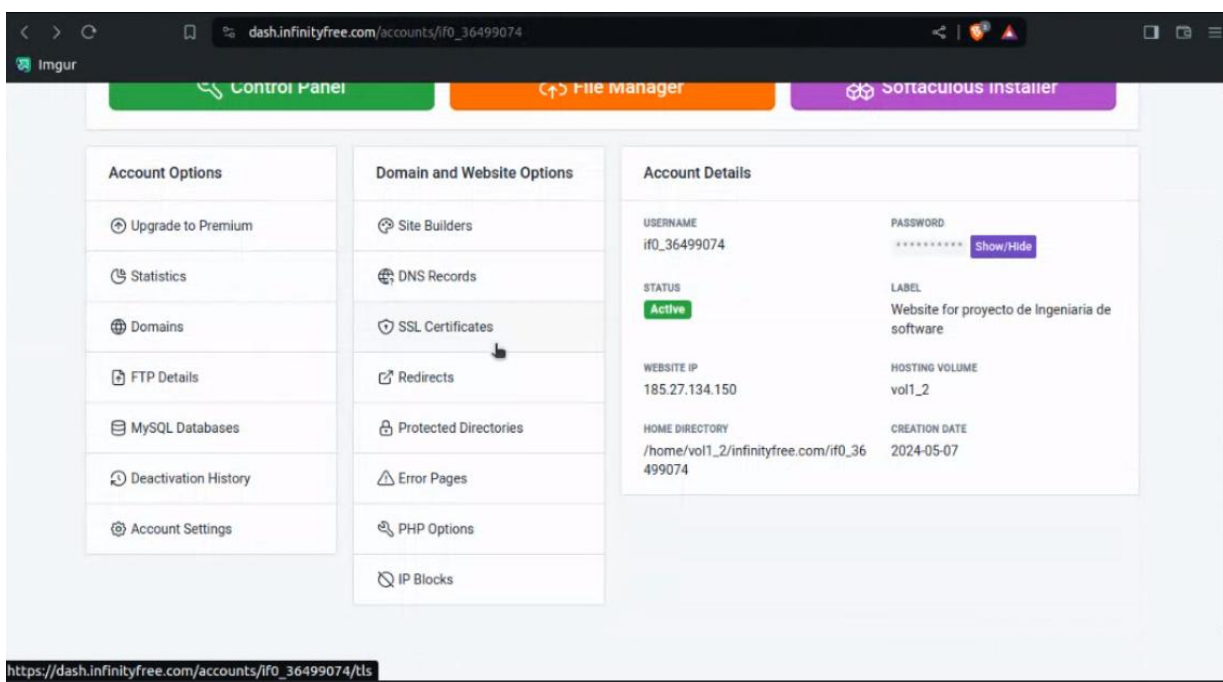 dash.infinityfree.com/accounts/if0_36499074
Imgur
Control Panel
File Manager
Softaculous Installer
Account Options
Upgrade to Premium
Statistics
Domains
FTP Details
MySQL Databases
Deactivation History
Account Settings
Domain and Website Options
Site Builders
DNS Records
SSL Certificates
Redirects
Protected Directories
Error Pages
PHP Options
IP Blocks
Account Details
USERNAME
if0_36499074
PASSWORD
********** Show/Hide
STATUS
Active
LABEL
Website for proyecto de Ingeniaria de
software
WEBSITE IP
185.27.134.150
HOSTING VOLUME
vol1_2
HOME DIRECTORY
/home/vol1_2/infinityfree.com/if0_36
499074
CREATION DATE
2024-05-07
https://dash.infinityfree.com/accounts/if0_36499074/tls